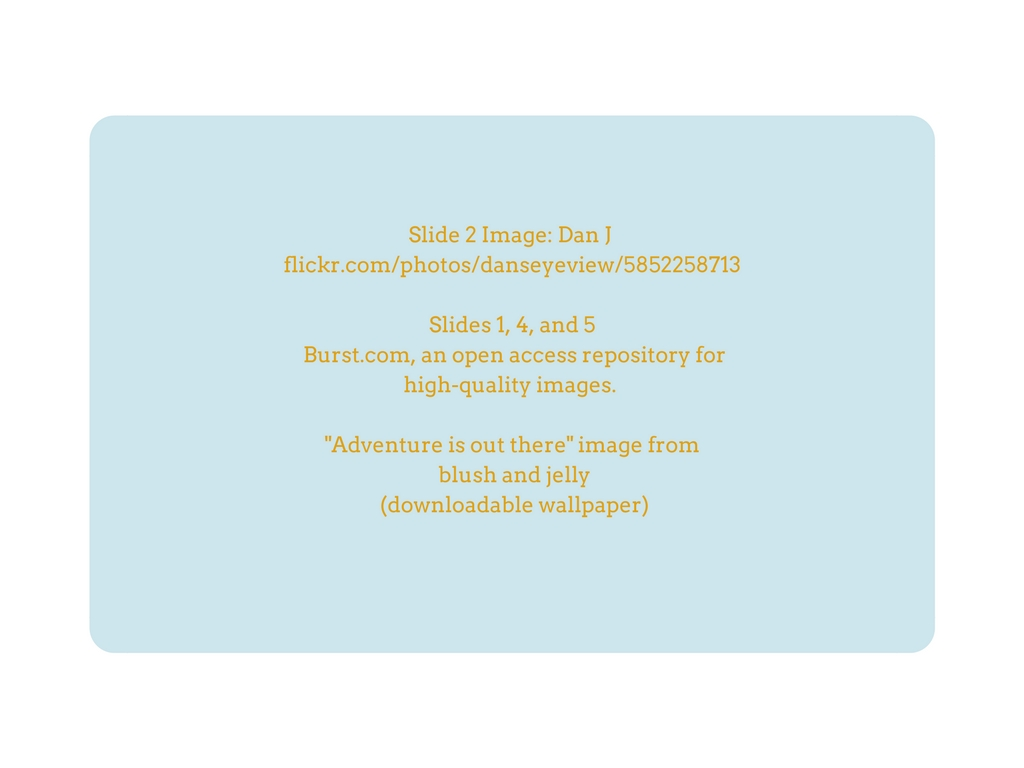 Slide 2 Image: Dan J
flickr.com/photos/danseyeview/5852258713
Slides 1, 4, and 5
Burst.com, an open access repository for
high-quality images.
"Adventure is out there" image from
blush and jelly
(downloadable wallpaper)